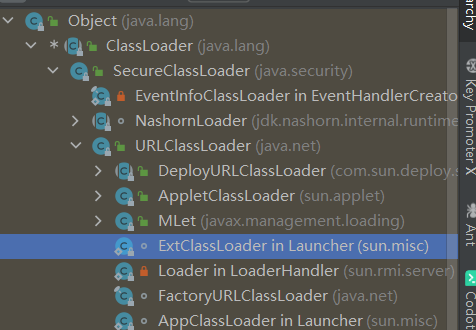 Object (java.lang)
ClassLoader (java.lang)
SecureClassLoader (java.security)
EventInfoClassLoader in EventHandlerCreato
NashornLoader (jdk.nashorn.internal.runtime
URLClassLoader (java.net)
DeployURLClassLoader (com.sun.deploy.s
AppletClassLoader (sun.applet)
MLet (javax.management.loading)
ExtClassLoader in Launcher (sun.misc)
Loader in LoaderHandler (sun.rmi.server)
FactoryURLClassLoader (java.net)
AppClassLoader in Launcher (sun.misc)
archy
Key Promoter X
Ant